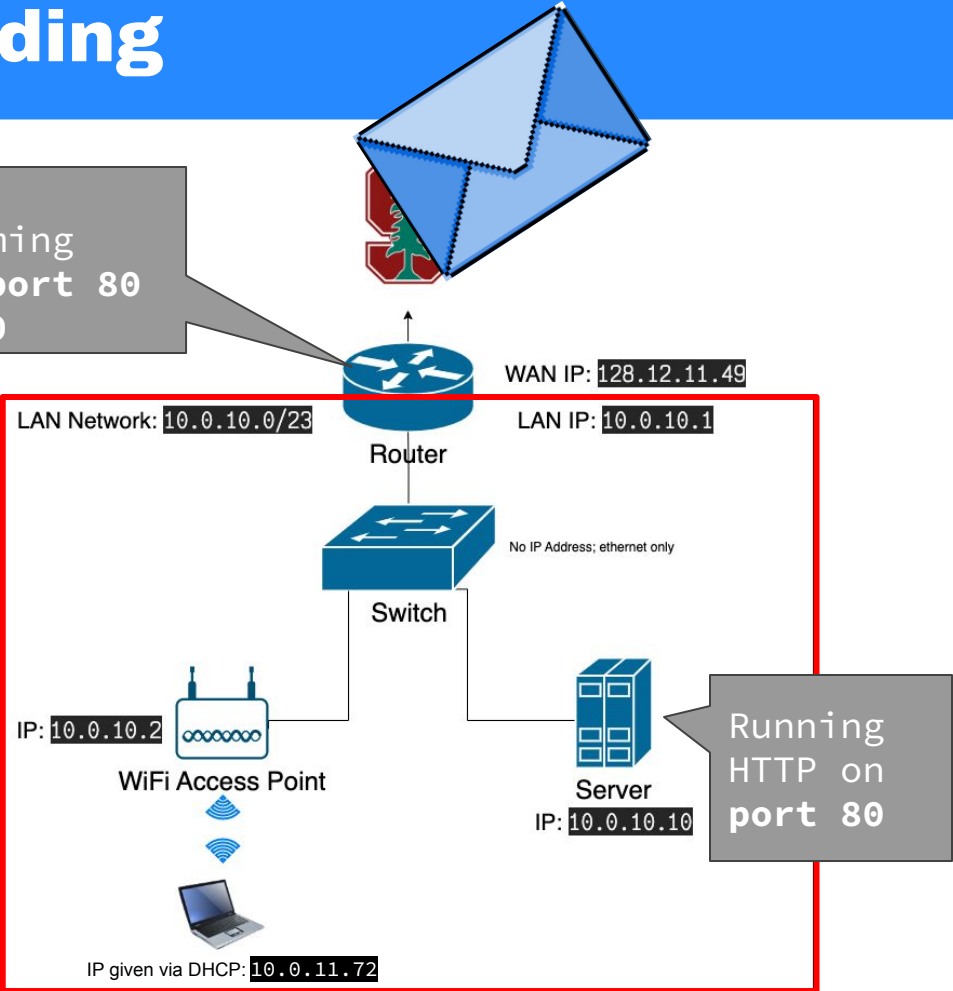 ding
ning
port 80
0
WAN IP: 128.12.11.49
LAN Network: 10.0.10.0/23
LAN IP: 10.0.10.1
Router
No IP Address; ethernet only
Switch
IP: 10.0.10.2
WiFi Access Point
Server
IP: 10.0.10.10
Running
HTTP on
port 80
IP given via DHCP: 10.0.11.72